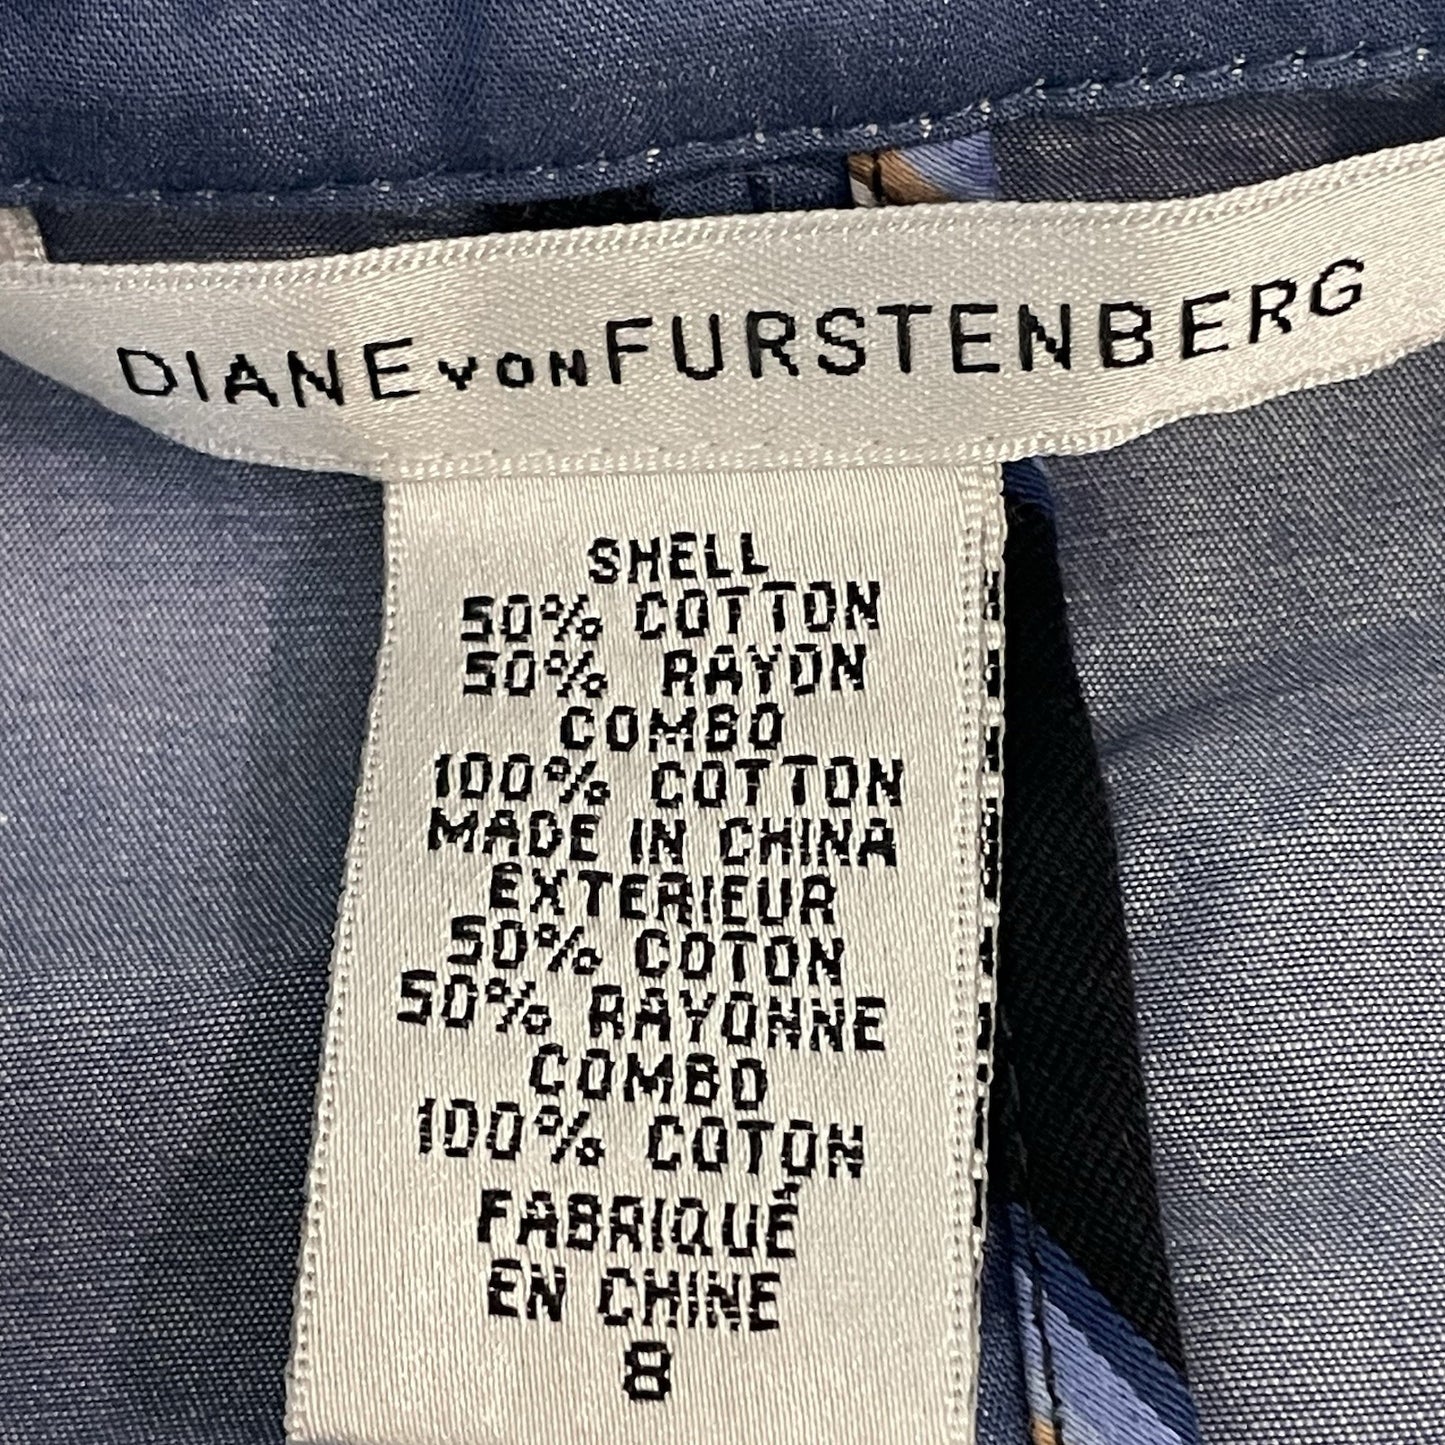 DIANE VON FURSTENBERG
SHELL
50% COTTON
50% RAYON
COMBO
100% COTTON
MADE IN CHINA
EXTERIEUR
50% COTON
50% RAYONNE
COMBO
100% COTON
FABRIQUÉ
EN CHINE
8